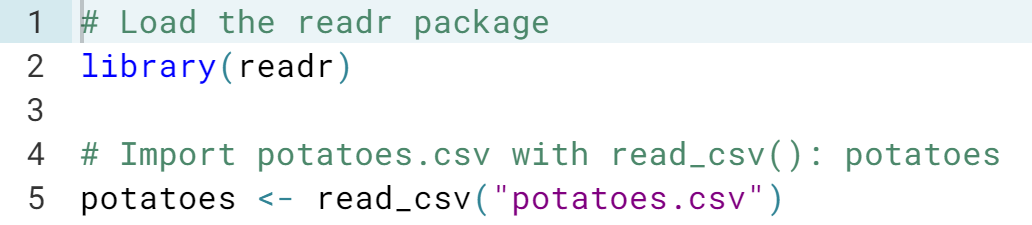 1 # Load the readr package
2 library(readr)
3
4 # Import potatoes.csv with read_csv(): potatoes
5 potatoes <- read_csv("potatoes.csv")